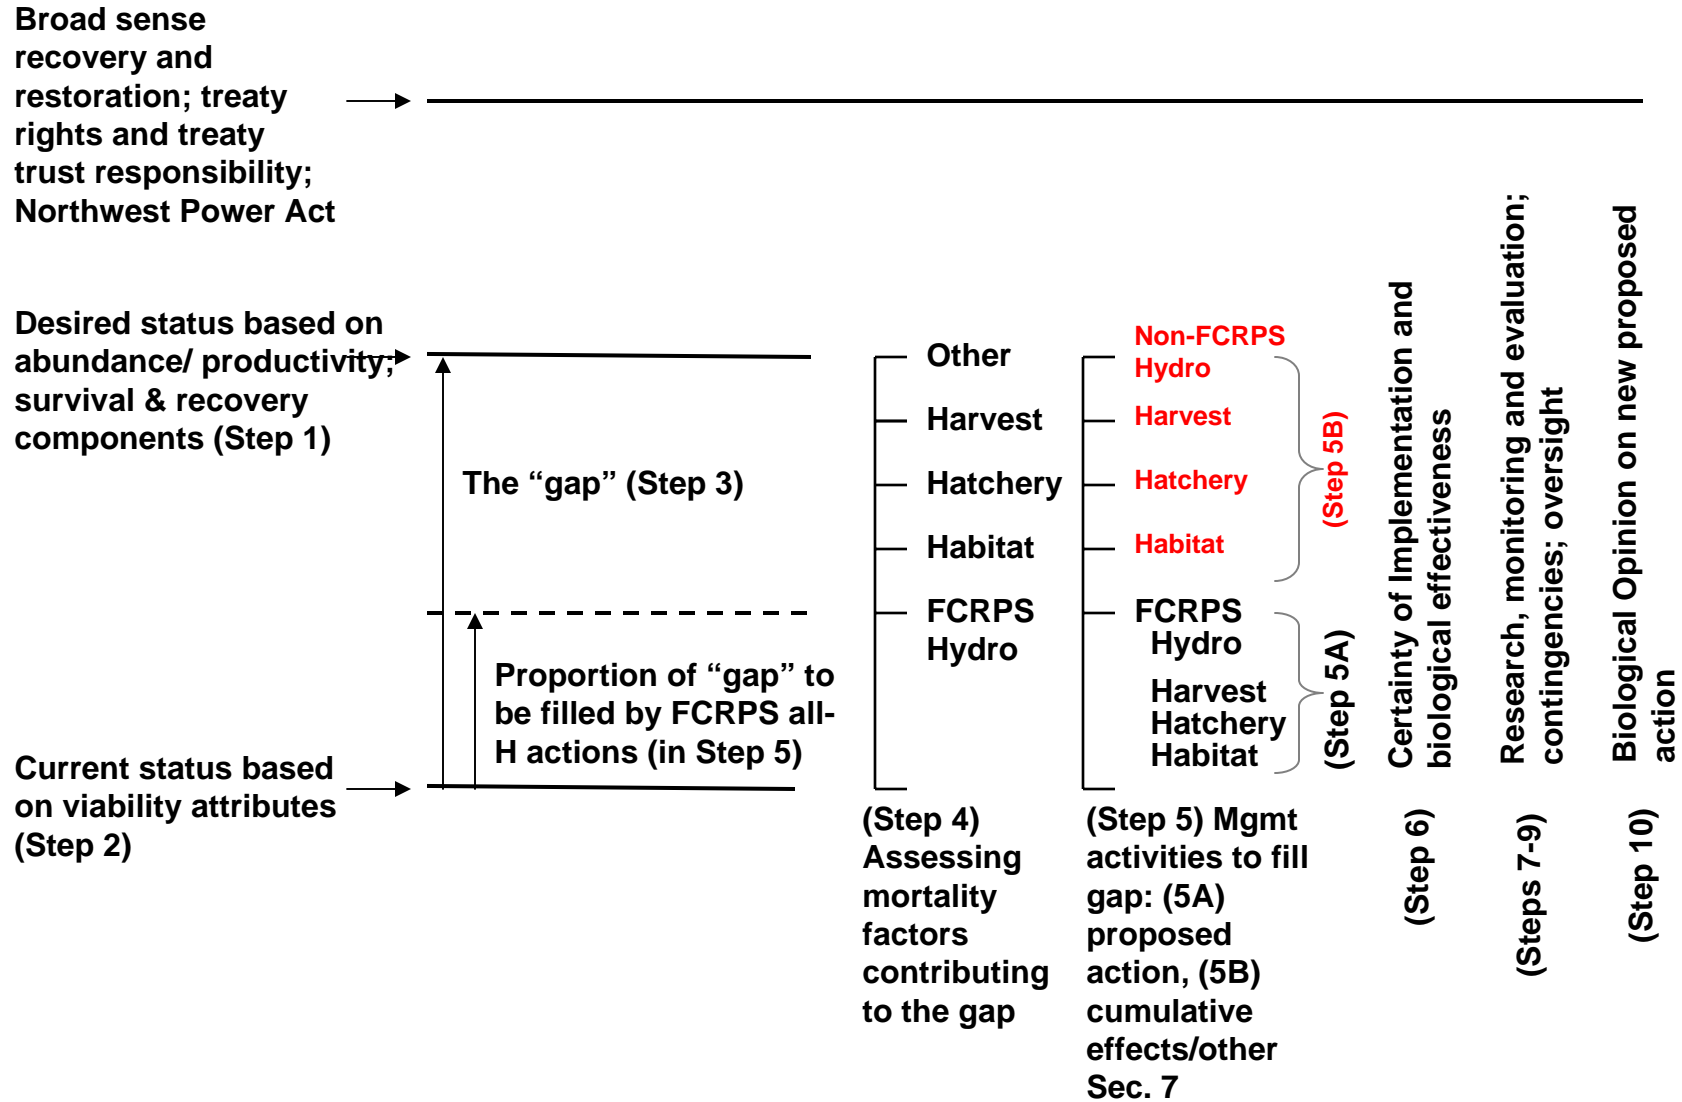 Broad sense
recovery and
restoration; treaty
rights and treaty
trust responsibility;
Northwest Power Act
Desired status based on
abundance/ productivity;
survival & recovery
components (Step 1)
The “gap” (Step 3)
Proportion of “gap” to
be filled by FCRPS all-
H actions (in Step 5)
Current status based
on viability attributes
(Step 2)
Other
Harvest
Hatchery
Habitat
FCRPS
Hydro
(Step 4)
Assessing
mortality
factors
contributing
to the gap
Non-FCRPS
Hydro
Harvest
Hatchery
Habitat
(Step 5B)
FCRPS
Hydro
Harvest
Hatchery
Habitat
(Step 5A)
(Step 5) Mgmt
activities to fill
gap: (5A)
proposed
action, (5B)
cumulative
effects/other
Sec. 7
Certainty of Implementation and
biological effectiveness
(Step 6)
Research, monitoring and evaluation;
contingencies; oversight
(Steps 7-9)
Biological Opinion on new proposed
action
(Step 10)